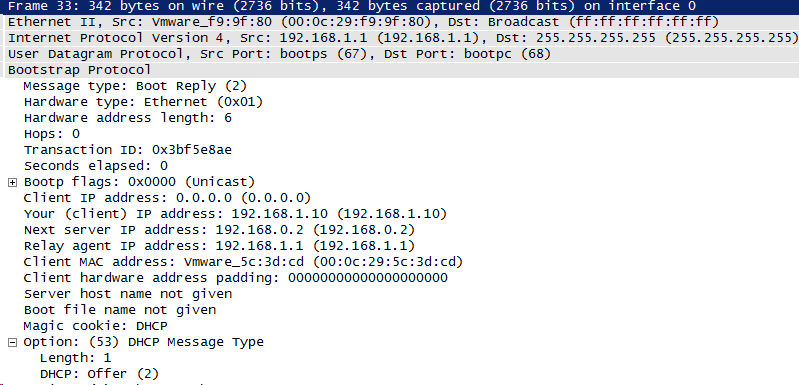 Frame 33: 342 bytes on wire (2736 bits), 342 bytes captured (2736 bits) on interface 0
Ethernet II, Src: Vmware_f9:9f:80 (00:0c:29:f9:9f:80), Dst: Broadcast (ff:ff:ff:ff:ff:ff)
Internet Protocol Version 4, Src: 192.168.1.1 (192.168.1.1), Dst: 255.255.255.255 (255.255.255.255)
User Datagram Protocol, Src Port: bootps (67), Dst Port: bootpc (68)
Bootstrap Protocol
Message type: Boot Reply (2)
Hardware type: Ethernet (0x01)
Hardware address length: 6
Hops: 0
Transaction ID: 0x3bf5e8ae
Seconds elapsed: 0
Bootp flags: 0x0000 (Unicast)
Client IP address: 0.0.0.0 (0.0.0.0)
Your (client) IP address: 192.168.1.10 (192.168.1.10)
Next server IP address: 192.168.0.2 (192.168.0.2)
Relay agent IP address: 192.168.1.1 (192.168.1.1)
Client MAC address: Vmware_5c:3d:cd (00:0c:29:5c:3d:cd)
Client hardware address padding: 00000000000000000000
Server host name not given
Boot file name not given
Magic cookie: DHCP
Option: (53) DHCP Message Type
Length: 1
DHCP: Offer (2)